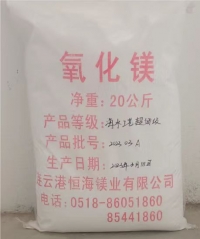 氧化镁
净重：20公斤
产品等级：
产品批号：
生产日期：
云港恒海镁业有限公司
电话：0518-86051860
85441860